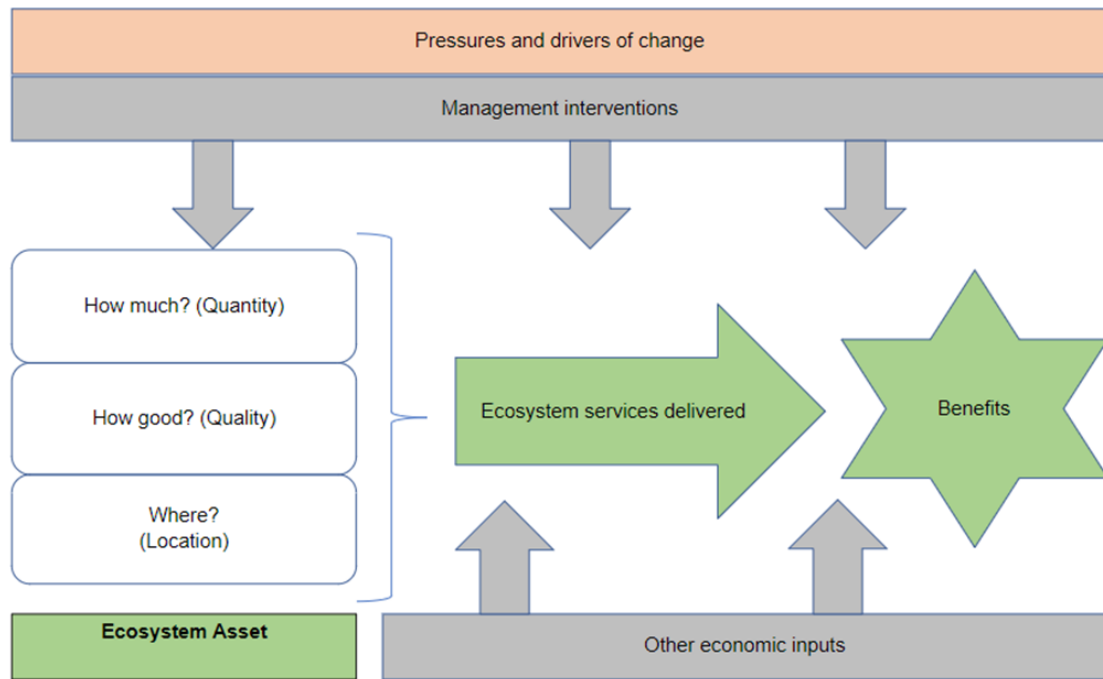 Pressures and drivers of change
Management interventions
How much? (Quantity)
How good? (Quality)
Where?
(Location)
Ecosystem Asset
Ecosystem services delivered
Benefits
Other economic inputs